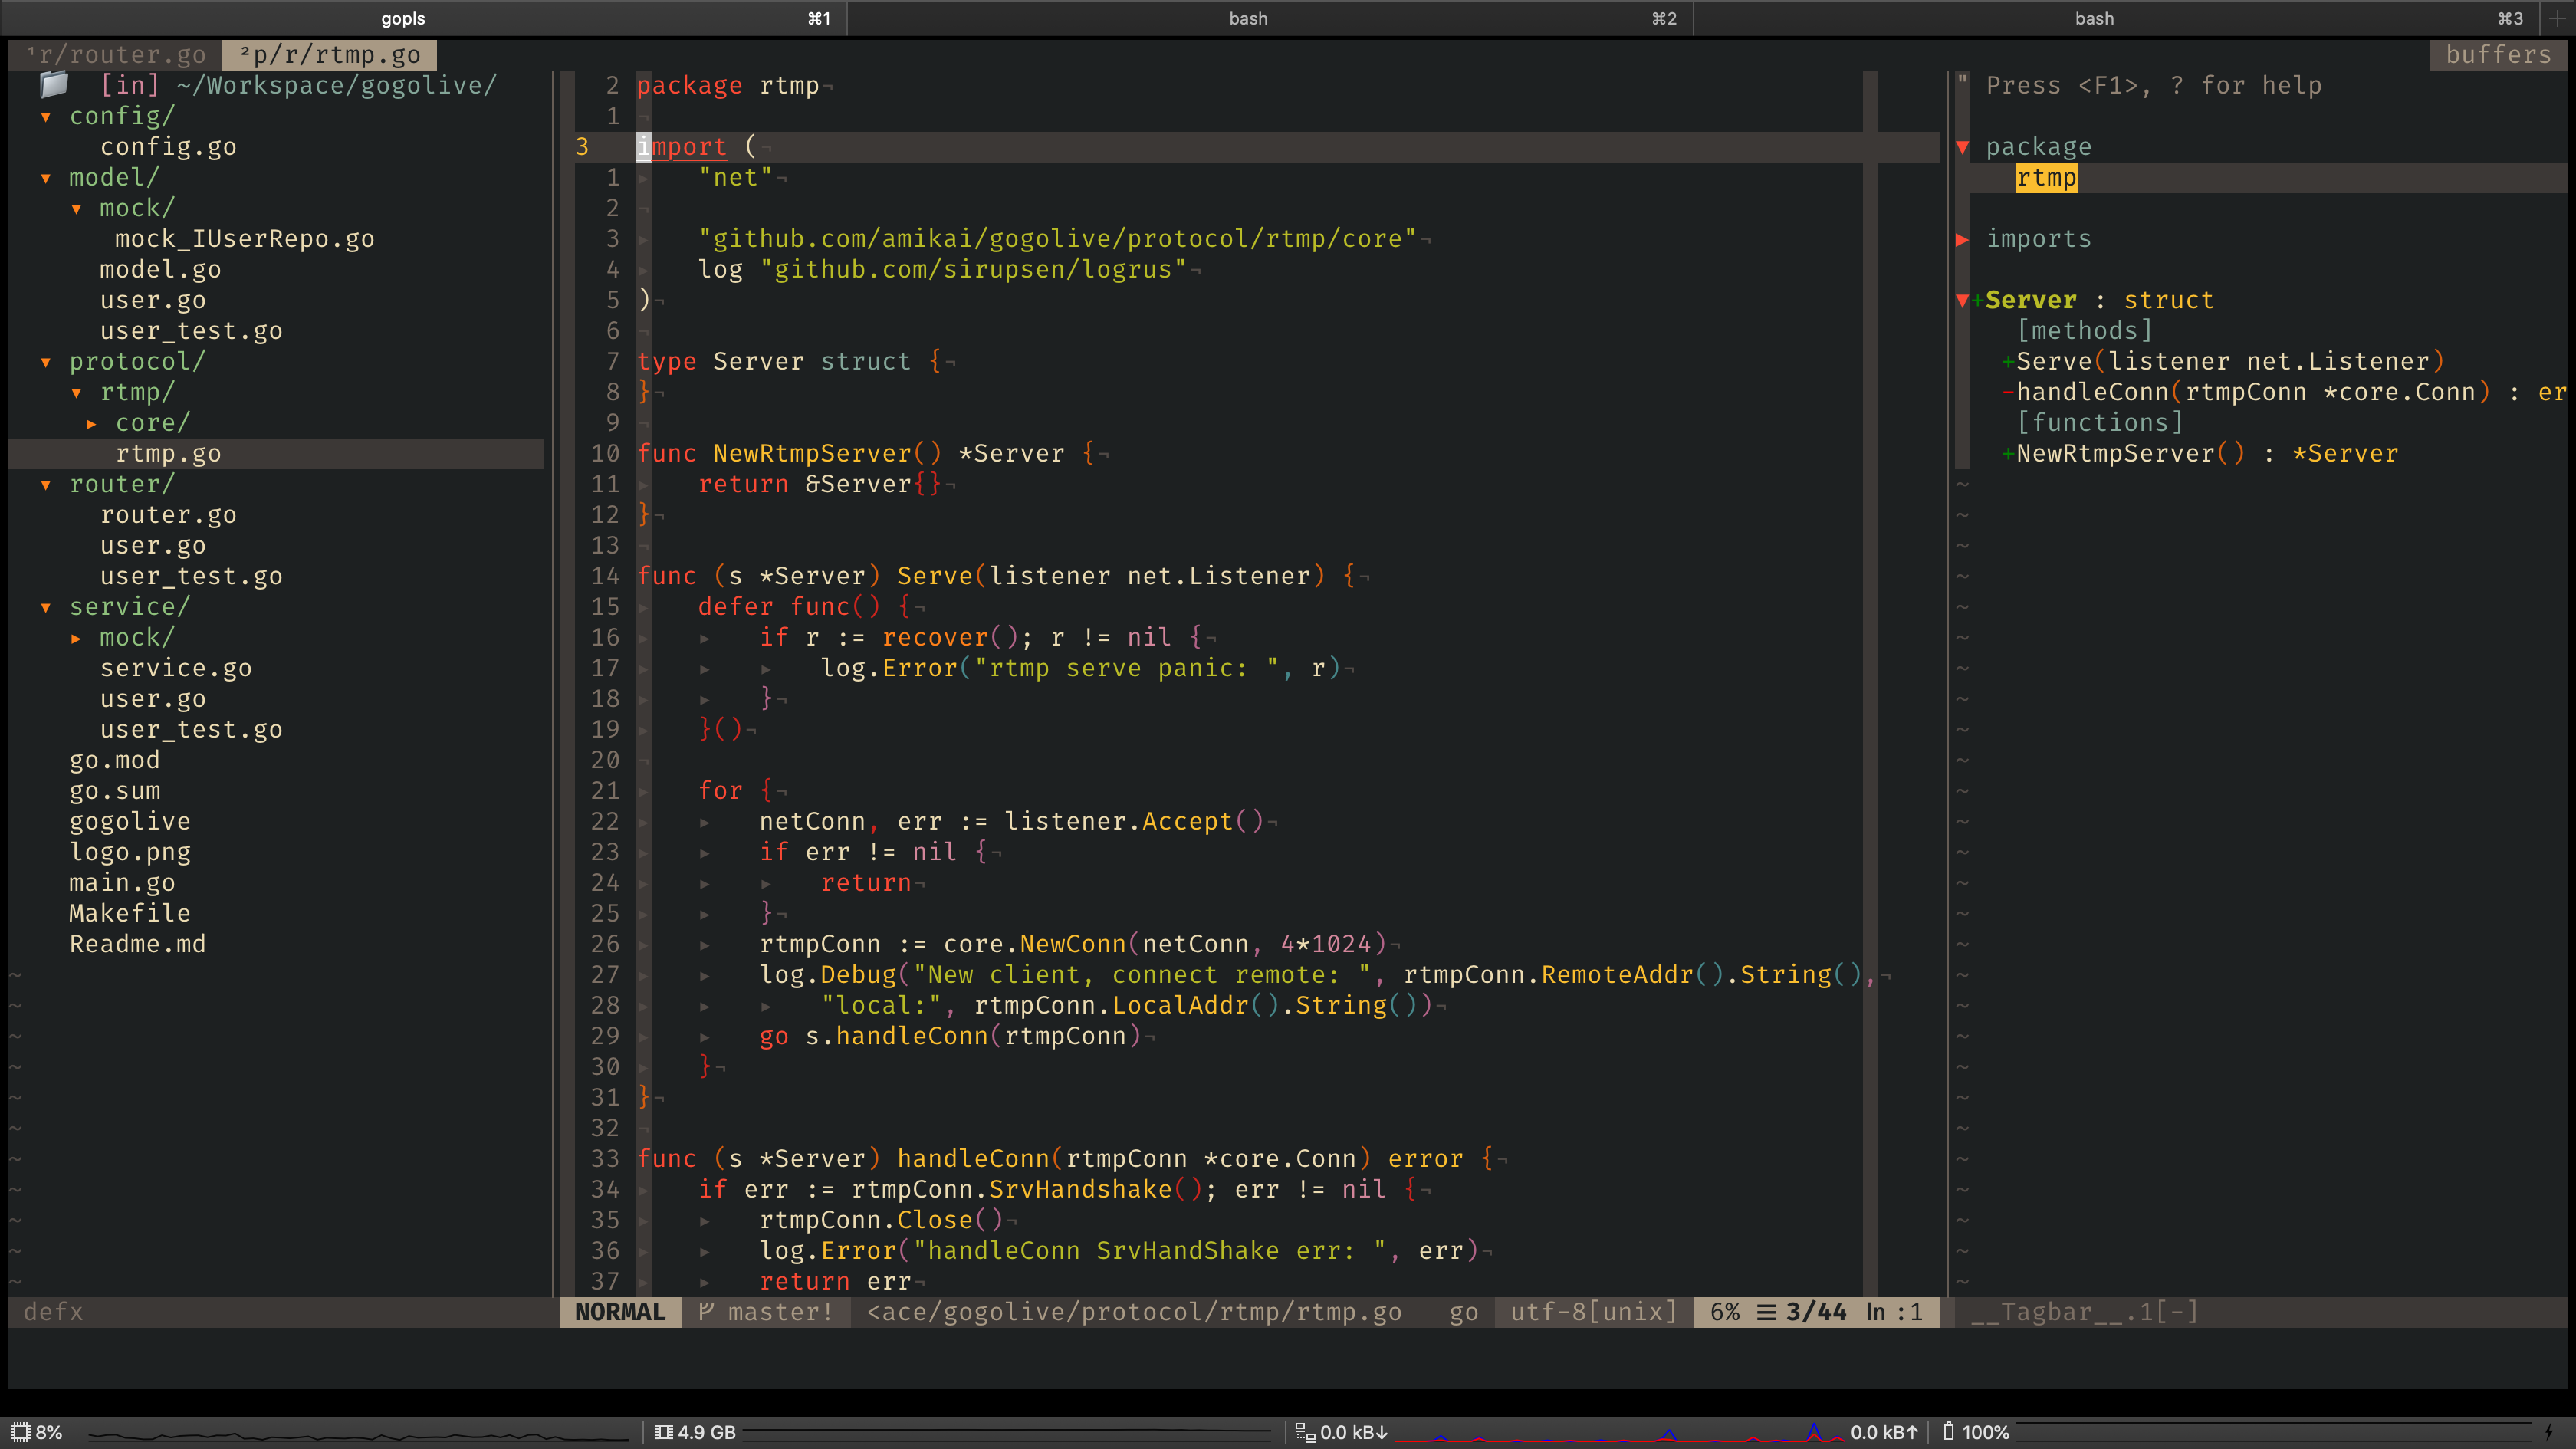 gopls ⌘1 bash ⌘2 bash ⌘3
¹r/router.go ²p/r/rtmp.go buffers
[in] ~/Workspace/gogolive/
▾ config/
config.go
▾ model/
▾ mock/
mock_IUserRepo.go
model.go
user.go
user_test.go
▾ protocol/
▾ rtmp/
▸ core/
rtmp.go
▾ router/
router.go
user.go
user_test.go
▾ service/
▸ mock/
service.go
user.go
user_test.go
go.mod
go.sum
gogolive
logo.png
main.go
Makefile
Readme.md
defx
2 package rtmp¬
1 ¬
3 import (¬
1 "net"¬
2 ¬
3 "github.com/amikai/gogolive/protocol/rtmp/core"¬
4 log "github.com/sirupsen/logrus"¬
5 )¬
6 ¬
7 type Server struct {¬
8 }¬
9 ¬
10 func NewRtmpServer() *Server {¬
11 return &Server{}¬
12 }¬
13 ¬
14 func (s *Server) Serve(listener net.Listener) {¬
15 defer func() {¬
16 if r := recover(); r != nil {¬
17 log.Error("rtmp serve panic: ", r)¬
18 }¬
19 }()¬
20 ¬
21 for {¬
22 netConn, err := listener.Accept()¬
23 if err != nil {¬
24 return¬
25 }¬
26 rtmpConn := core.NewConn(netConn, 4*1024)¬
27 log.Debug("New client, connect remote: ", rtmpConn.RemoteAddr().String(),¬
28 "local:", rtmpConn.LocalAddr().String())¬
29 go s.handleConn(rtmpConn)¬
30 }¬
31 }¬
32 ¬
33 func (s *Server) handleConn(rtmpConn *core.Conn) error {¬
34 if err := rtmpConn.SrvHandshake(); err != nil {¬
35 rtmpConn.Close()¬
36 log.Error("handleConn SrvHandShake err: ", err)¬
37 return err¬
NORMAL master! <ace/gogolive/protocol/rtmp/rtmp.go go utf-8[unix] 6% ☰ 3/44 ln :1
" Press <F1>, ? for help
▼ package
rtmp
▶ imports
▼+Server : struct
[methods]
+Serve(listener net.Listener)
-handleConn(rtmpConn *core.Conn) : er
[functions]
+NewRtmpServer() : *Server
__Tagbar__.1[-]
8% 4.9 GB 0.0 kB↓ 0.0 kB↑ 100%